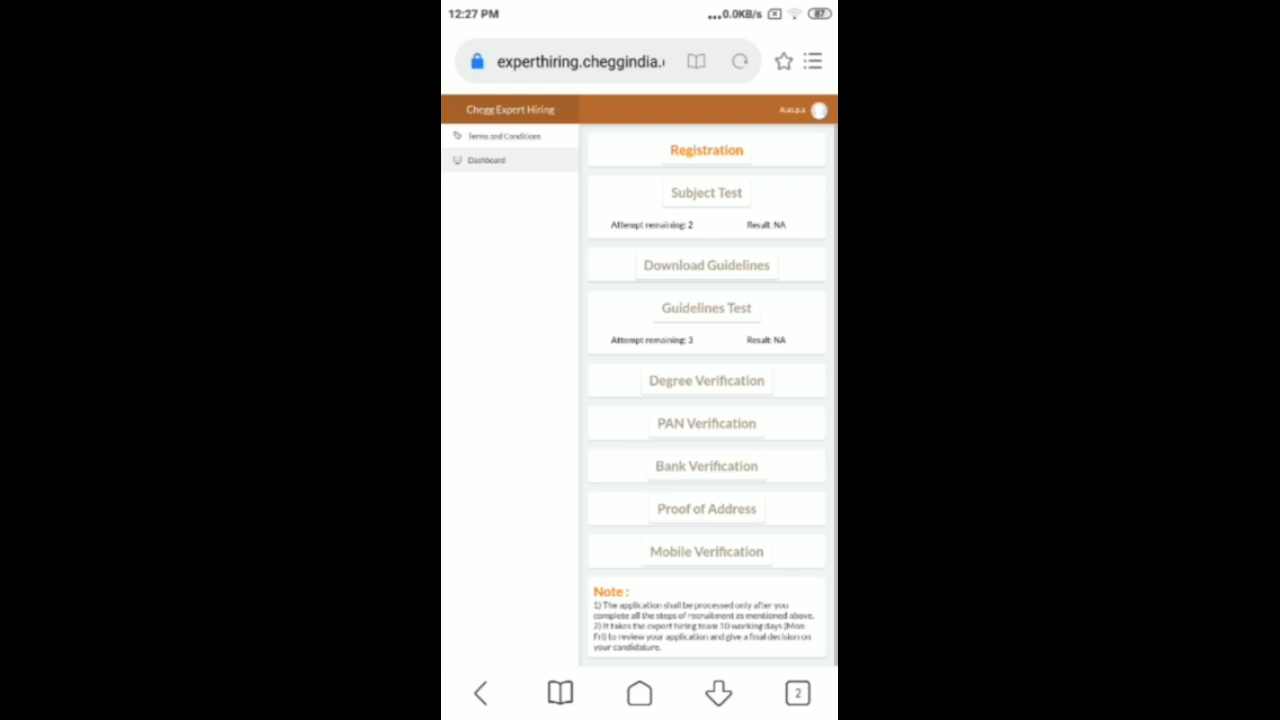 12:27 PM
...0.0KB/s
87
experthiring.cheggindia.
Chegg Expert Hiring
Terms and Conditions
Dashboard
Registration
Subject Test
Attempt remaining: 2 Result: NA
Download Guidelines
Guidelines Test
Attempt remaining: 3 Result: NA
Degree Verification
PAN Verification
Bank Verification
Proof of Address
Mobile Verification
Note :
1) The application shall be processed only after you
complete all the steps of recruitment as mentioned above.
2) It takes the expert hiring team 10 working days (Mon
Fri) to review your application and give a final decision on
your candidature.
2